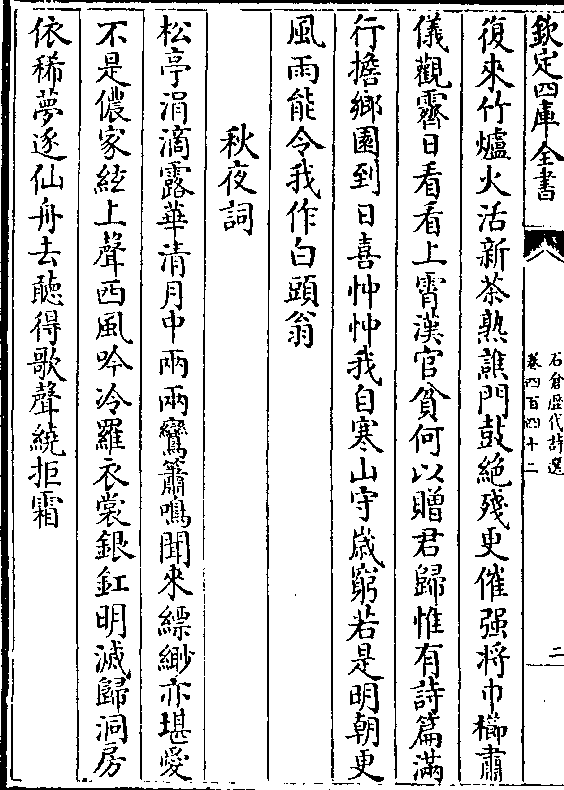 欽定四庫全書
石倉歷代詩選
卷四百四十二
二
復來竹爐火活新茶熟譙門鼓絶殘更催强將巾櫛肅
儀觀霽日看看上霄漢官貧何以贈君歸惟有詩篇滿
行擔鄉園到日喜忡忡我自寒山守嵗窮若是明朝更
風雨能令我作白頭翁
秋夜詞
松亭涓滴露華清月中兩兩鸞簫鳴聞來縹緲亦堪愛
不是儂家絃上聲西風吟冷羅衣裳銀釭明滅歸洞房
依稀夢逐仙舟去聽得歌聲繞拒霜